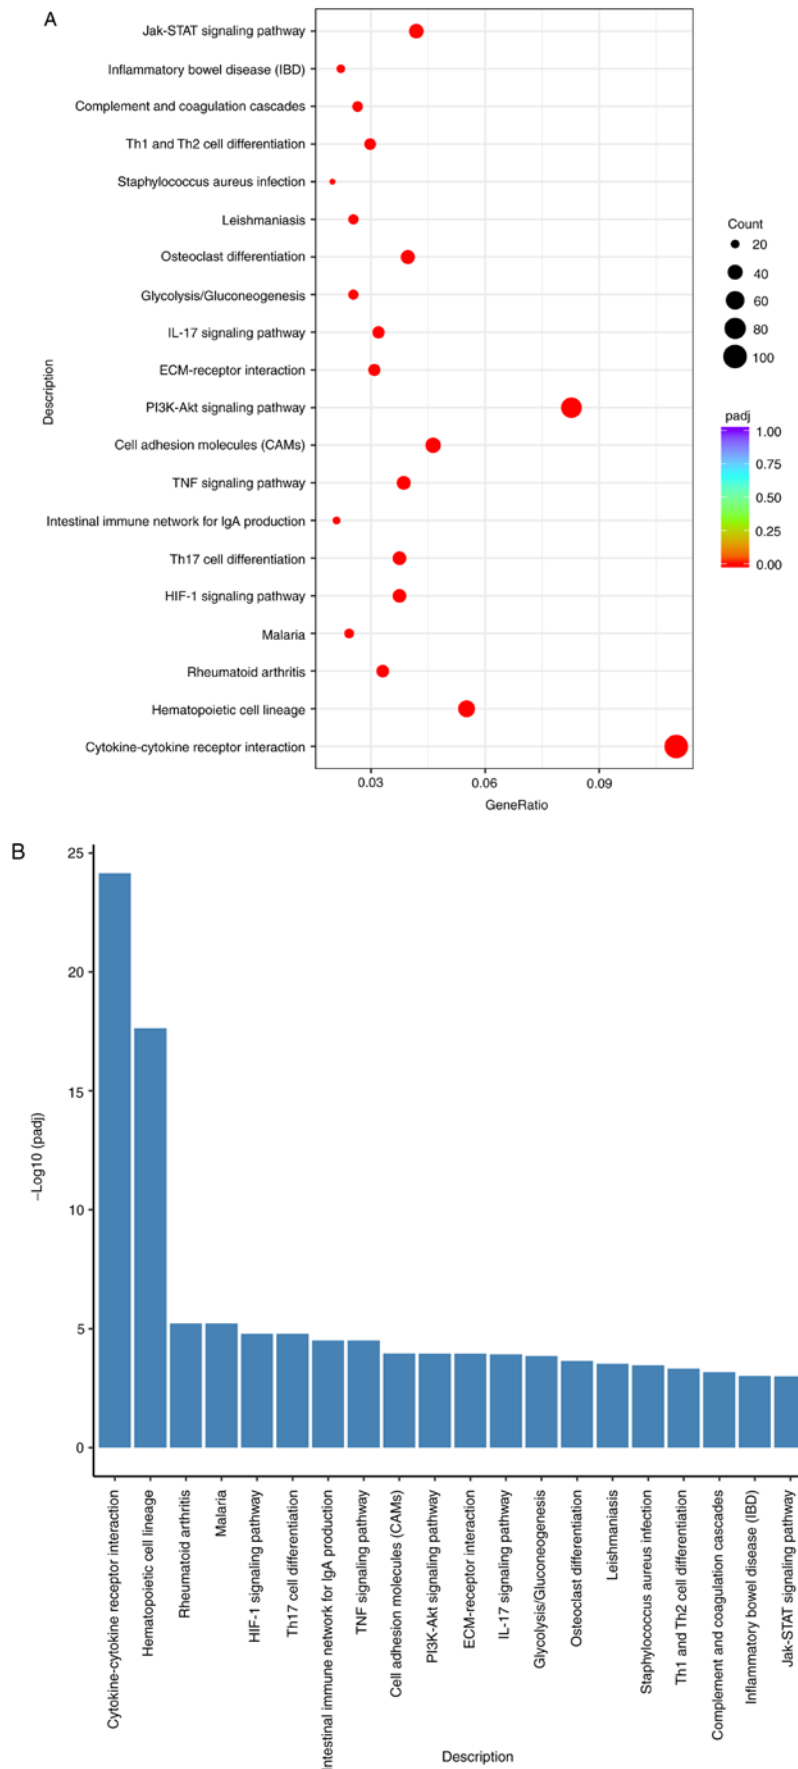 A
Jak-STAT signaling pathway
Inflammatory bowel disease (IBD)
Complement and coagulation cascades
Th1 and Th2 cell differentiation
Staphylococcus aureus infection
Leishmaniasis
Osteoclast differentiation
Glycolysis/Gluconeogenesis
IL-17 signaling pathway
ECM-receptor interaction
PI3K-Akt signaling pathway
Cell adhesion molecules (CAMs)
TNF signaling pathway
Intestinal immune network for IgA production
Th17 cell differentiation
HIF-1 signaling pathway
Malaria
Rheumatoid arthritis
Hematopoietic cell lineage
Cytokine-cytokine receptor interaction
Description
0.03
0.06
0.09
GeneRatio
Count
20
40
60
80
100
padj
1.00
0.75
0.50
0.25
0.00
B
25
20
15
10
5
0
−Log10 (padj)
Cytokine-cytokine receptor interaction
Hematopoietic cell lineage
Rheumatoid arthritis
Malaria
HIF-1 signaling pathway
Th17 cell differentiation
Intestinal immune network for IgA production
TNF signaling pathway
Cell adhesion molecules (CAMs)
PI3K-Akt signaling pathway
ECM-receptor interaction
IL-17 signaling pathway
Glycolysis/Gluconeogenesis
Osteoclast differentiation
Leishmaniasis
Staphylococcus aureus infection
Th1 and Th2 cell differentiation
Complement and coagulation cascades
Inflammatory bowel disease (IBD)
Jak-STAT signaling pathway
Description